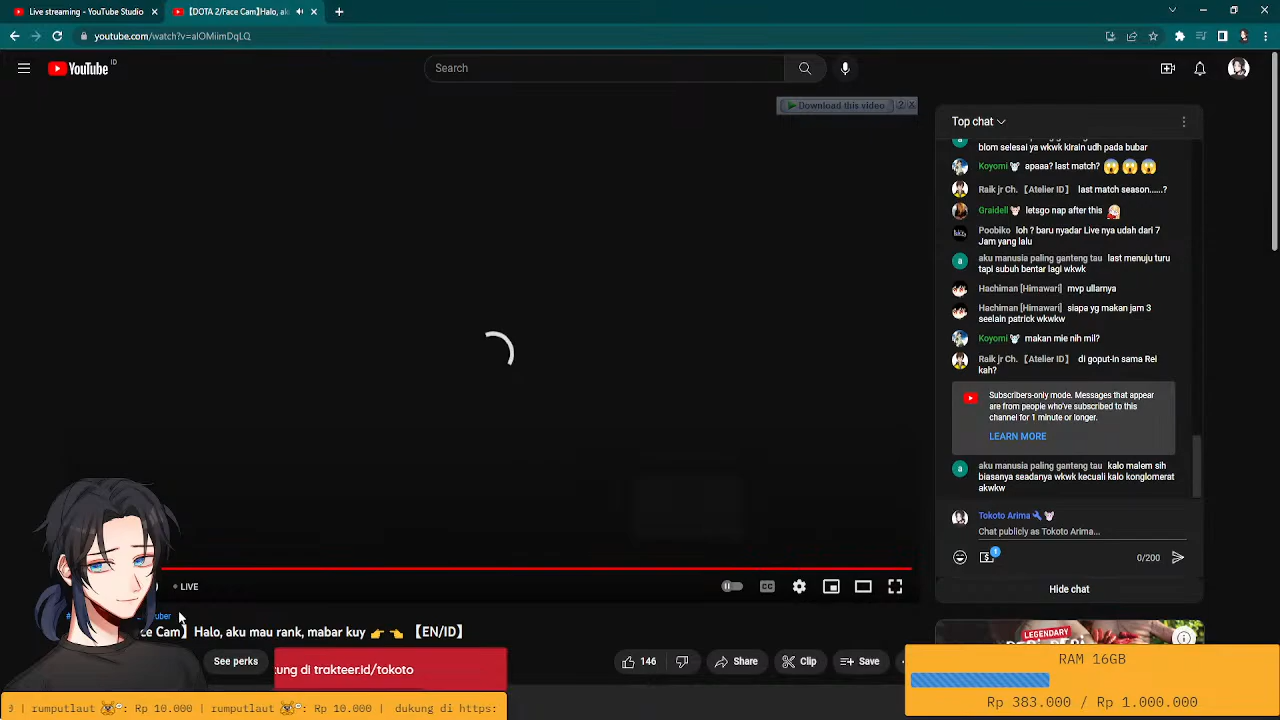 Live streaming - YouTube Studio
【DOTA 2/Face Cam】Halo, ak
youtube.com/watch?v=alOMiimDqLQ
YouTube ID
Search
Download this video
?
X
Top chat
blom selesai ya wkwk kirain udh pada bubar
Koyomi apaaa? last match?
Raik jr Ch.【Atelier ID】 last match season......?
Graidell letsgo nap after this
Poobiko loh ? baru nyadar Live nya udah dari 7
Jam yang lalu
aku manusia paling ganteng tau last menuju turu
tapi subuh bentar lagi wkwk
Hachiman [Himawari] mvp ullarnya
Hachiman [Himawari] siapa yg makan jam 3
seelain patrick wkwkw
Koyomi makan mie nih mil?
Raik jr Ch.【Atelier ID】 di goput-in sama Rei
kah?
Subscribers-only mode. Messages that appear
are from people who've subscribed to this
channel for 1 minute or longer.
LEARN MORE
aku manusia paling ganteng tau kalo malem sih
biasanya seadanya wkwk kecuali kalo konglomerat
akwkw
Tokoto Arima
Chat publicly as Tokoto Arima...
1
0/200
Hide chat
LIVE
CC
#
uber
ce Cam】Halo, aku mau rank, mabar kuy 👉 👈 【EN/ID】
See perks
146
Share
Clip
Save
kung di trakteer.id/tokoto
LEGENDARY
RAM 16GB
Rp 383.000 / Rp 1.000.000
| rumputlaut : Rp 10.000 | rumputlaut : Rp 10.000 | dukung di https: